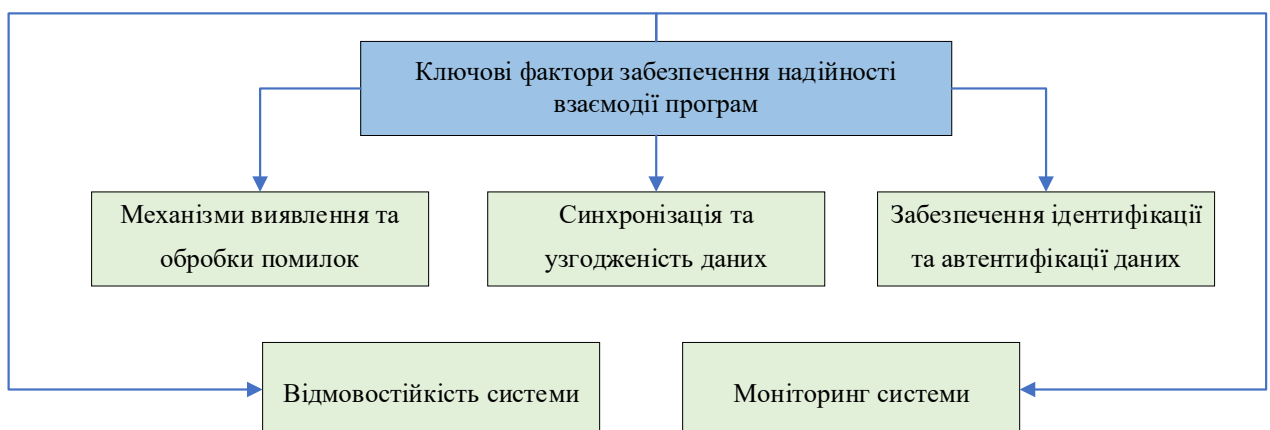 Ключові фактори забезпечення надійності
взаємодії програм
Механізми виявлення та
обробки помилок
Синхронізація та
узгодженість даних
Забезпечення ідентифікації
та автентифікації даних
Відмовостійкість системи
Моніторинг системи